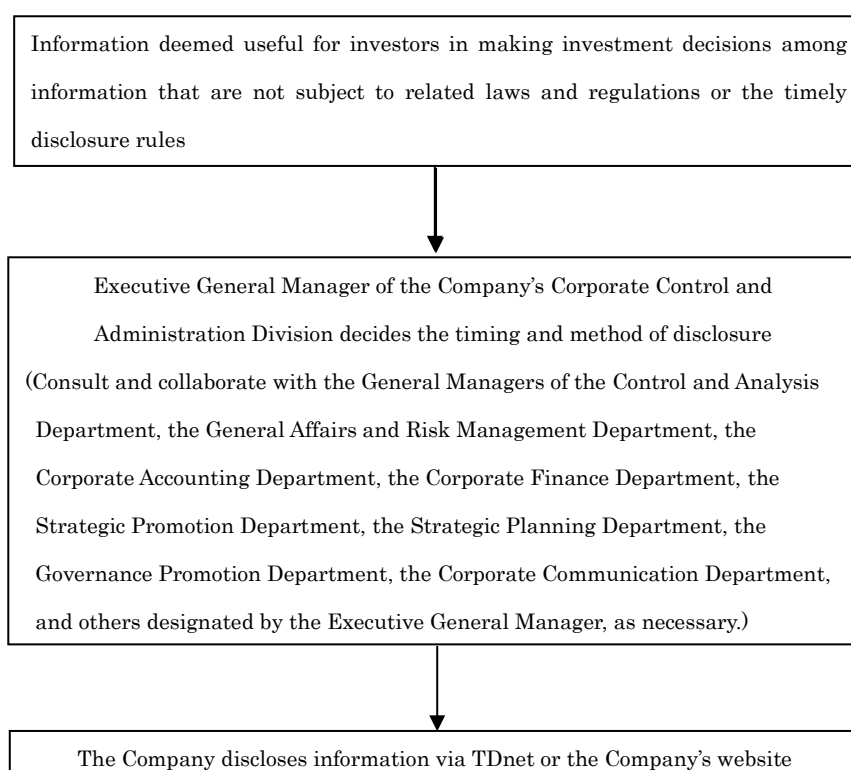 Information deemed useful for investors in making investment decisions among
information that are not subject to related laws and regulations or the timely
disclosure rules
Executive General Manager of the Company's Corporate Control and
Administration Division decides the timing and method of disclosure
(Consult and collaborate with the General Managers of the Control and Analysis
Department, the General Affairs and Risk Management Department, the
Corporate Accounting Department, the Corporate Finance Department, the
Strategic Promotion Department, the Strategic Planning Department, the
Governance Promotion Department, the Corporate Communication Department,
and others designated by the Executive General Manager, as necessary.)
The Company discloses information via TDnet or the Company's website